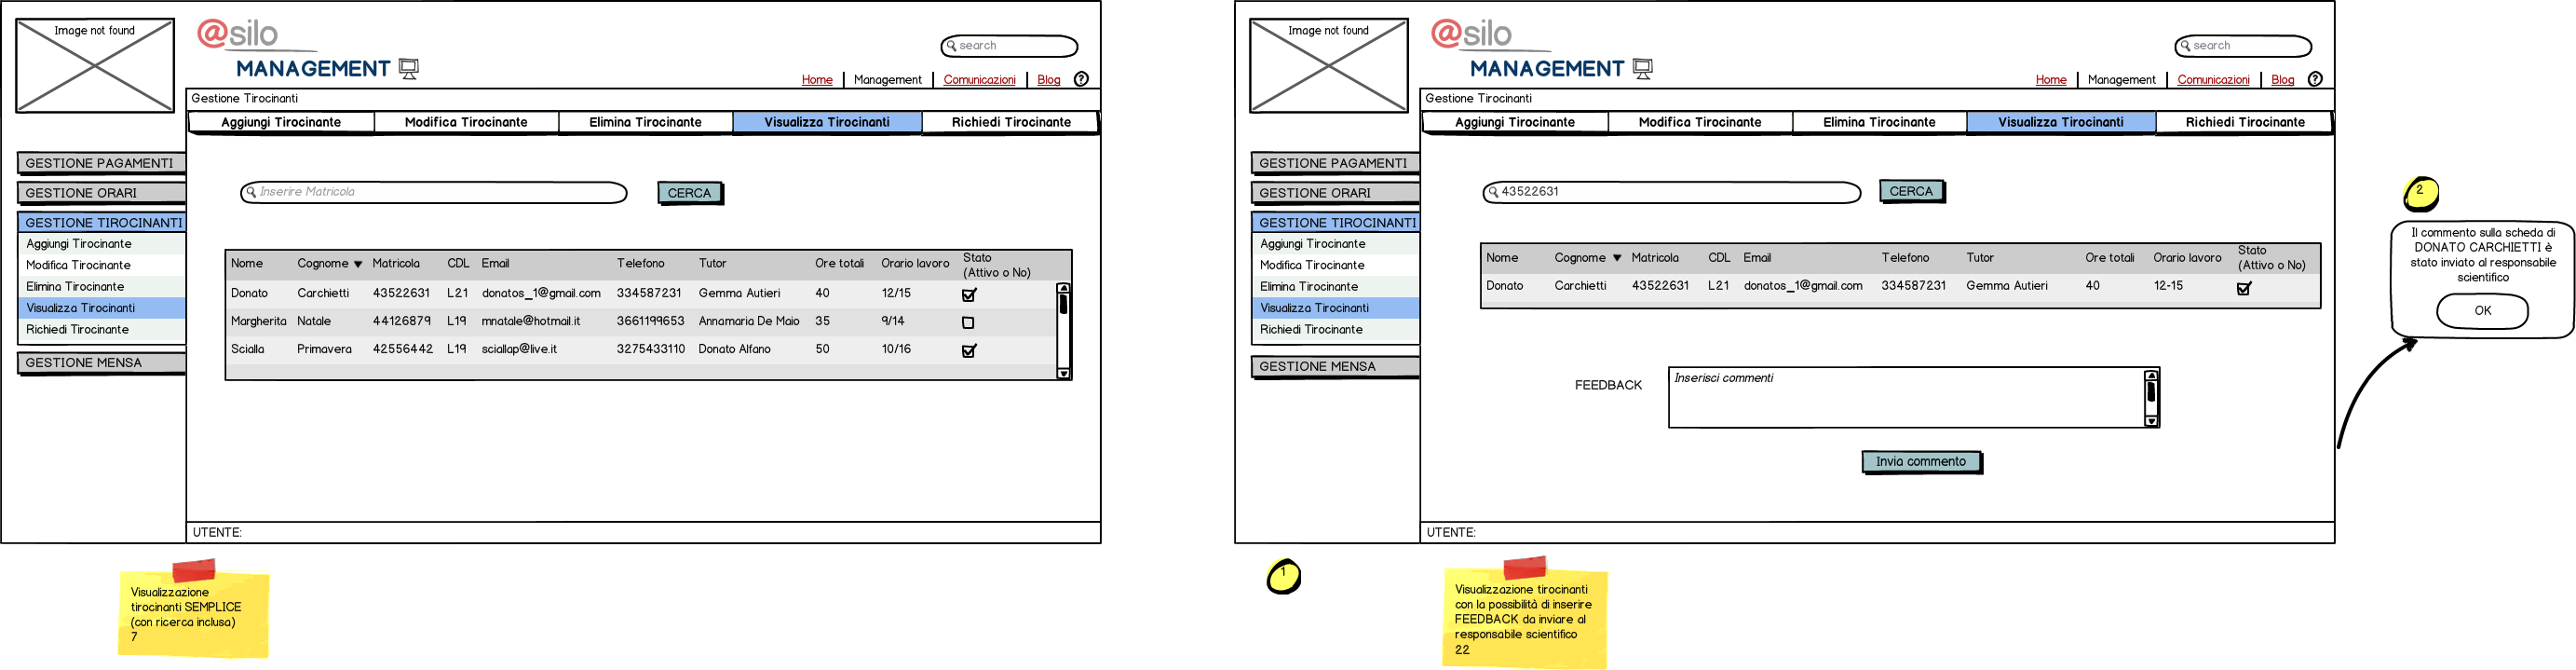 Image not found
@silo
MANAGEMENT
search
Home Management Comunicazioni Blog ?
Gestione Tirocinanti
Aggiungi Tirocinante Modifica Tirocinante Elimina Tirocinante Visualizza Tirocinanti Richiedi Tirocinante
GESTIONE PAGAMENTI
GESTIONE ORARI
GESTIONE TIROCINANTI
Aggiungi Tirocinante
Modifica Tirocinante
Elimina Tirocinante
Visualizza Tirocinanti
Richiedi Tirocinante
GESTIONE MENSA
Inserire Matricola CERCA
Nome Cognome Matricola CDL Email Telefono Tutor Ore totali Orario lavoro Stato (Attivo o No)
Donato Carchietti 43522631 L21 donatos_1@gmail.com 334587231 Gemma Autieri 40 12/15
Margherita Natale 44126879 L19 mnatale@hotmail.it 3661199653 Annamaria De Maio 35 9/14
Scialla Primavera 42556442 L19 sciallap@live.it 3275433110 Donato Alfano 50 10/16
UTENTE:
Visualizzazione
tirocinanti SEMPLICE
(con ricerca inclusa)
7
Image not found
@silo
MANAGEMENT
search
Home Management Comunicazioni Blog ?
Gestione Tirocinanti
Aggiungi Tirocinante Modifica Tirocinante Elimina Tirocinante Visualizza Tirocinanti Richiedi Tirocinante
GESTIONE PAGAMENTI
GESTIONE ORARI
GESTIONE TIROCINANTI
Aggiungi Tirocinante
Modifica Tirocinante
Elimina Tirocinante
Visualizza Tirocinanti
Richiedi Tirocinante
GESTIONE MENSA
43522631 CERCA
Nome Cognome Matricola CDL Email Telefono Tutor Ore totali Orario lavoro Stato (Attivo o No)
Donato Carchietti 43522631 L21 donatos_1@gmail.com 334587231 Gemma Autieri 40 12-15
FEEDBACK Inserisci commenti
Invia commento
UTENTE:
1
Visualizzazione tirocinanti
con la possibilità di inserire
FEEDBACK da inviare al
responsabile scientifico
22
2
Il commento sulla scheda di
DONATO CARCHIETTI è
stato inviato al responsabile
scientifico
OK